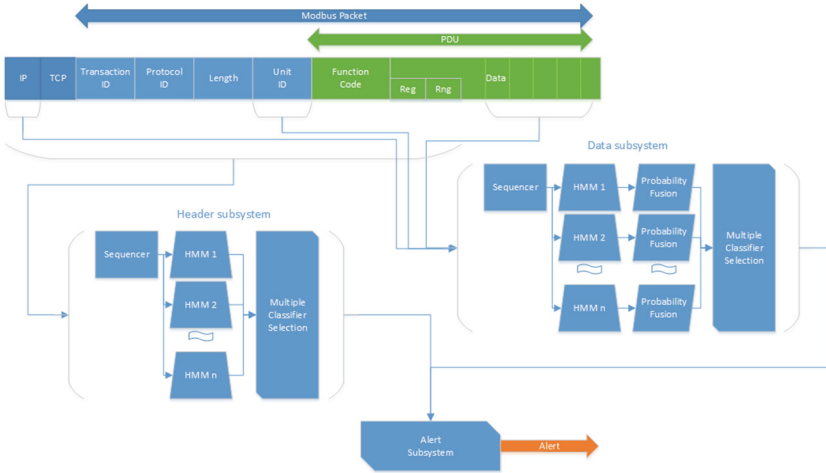 Modbus Packet
PDU
IP
TCP
Transaction
ID
Protocol
ID
Length
Unit
ID
Function
Code
Reg
Rng
Data
Data subsystem
Sequencer
HMM 1
Probability
Fusion
HMM 2
Probability
Fusion
HMM n
Probability
Fusion
Multiple
Classifier
Selection
Header subsystem
Sequencer
HMM 1
HMM 2
HMM n
Multiple
Classifier
Selection
Alert
Subsystem
Alert